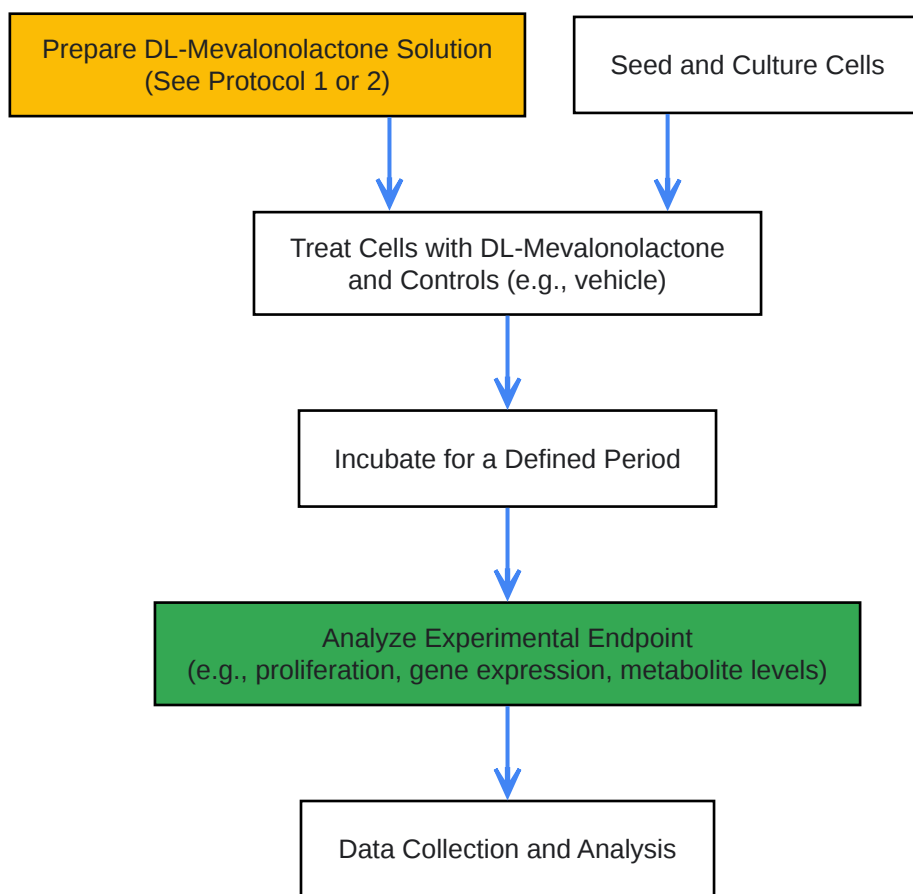 Prepare DL-Mevalonolactone Solution
(See Protocol 1 or 2)
Seed and Culture Cells
Treat Cells with DL-Mevalonolactone
and Controls (e.g., vehicle)
Incubate for a Defined Period
Analyze Experimental Endpoint
(e.g., proliferation, gene expression, metabolite levels)
Data Collection and Analysis